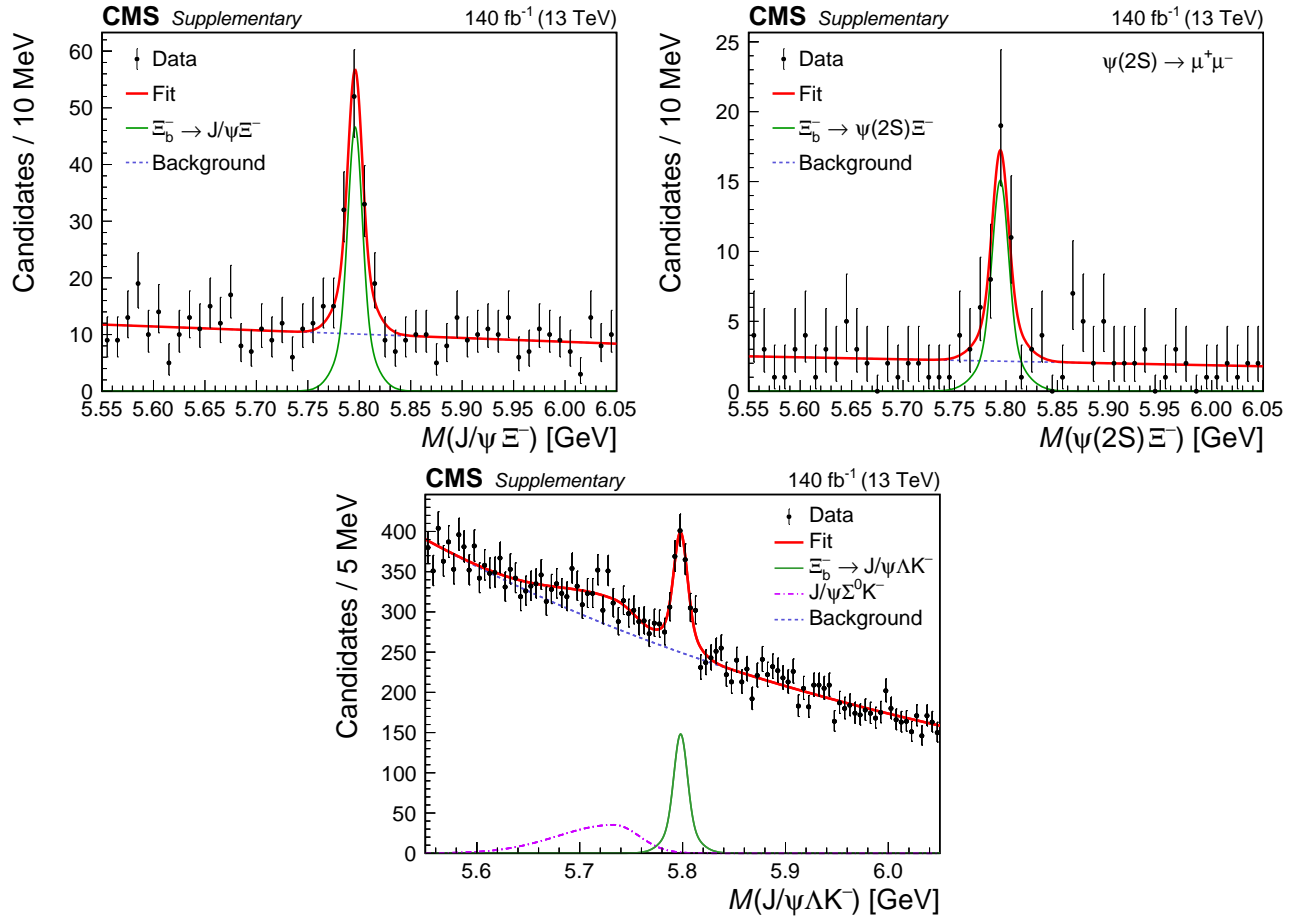 CMS Supplementary 140 fb⁻¹ (13 TeV)
Candidates / 10 MeV
60
50
40
30
20
10
0
Data
Fit
Ξb⁻ → J/ψΞ⁻
Background
5.55 5.60 5.65 5.70 5.75 5.80 5.85 5.90 5.95 6.00 6.05
M(J/ψ Ξ⁻) [GeV]
CMS Supplementary 140 fb⁻¹ (13 TeV)
Candidates / 10 MeV
25
20
15
10
5
0
Data
Fit
Ξb⁻ → ψ(2S)Ξ⁻
Background
ψ(2S) → μ⁺μ⁻
5.55 5.60 5.65 5.70 5.75 5.80 5.85 5.90 5.95 6.00 6.05
M(ψ(2S)Ξ⁻) [GeV]
CMS Supplementary 140 fb⁻¹ (13 TeV)
Candidates / 5 MeV
400
350
300
250
200
150
100
50
0
Data
Fit
Ξb⁻ → J/ψΛK⁻
J/ψΣ⁰K⁻
Background
5.6 5.7 5.8 5.9 6.0
M(J/ψΛK⁻) [GeV]